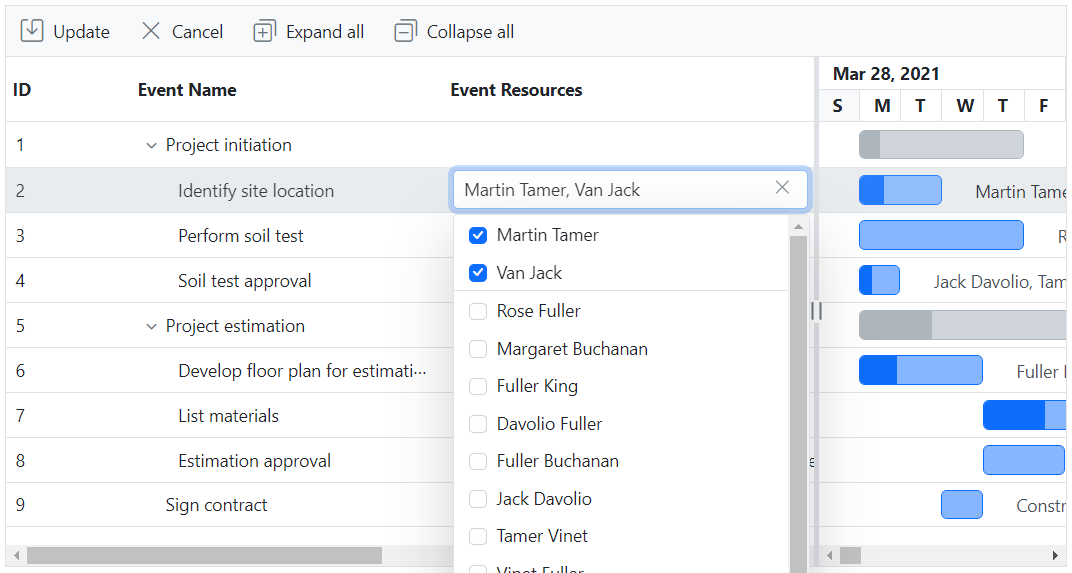 Update Cancel Expand all Collapse all
Mar 28, 2021
ID Event Name Event Resources
S M T W T F
1 Project initiation
2 Identify site location Martin Tamer, Van Jack Martin Tame
3 Perform soil test Martin Tamer R
Van Jack
4 Soil test approval Jack Davolio, Tam
Rose Fuller
5 Project estimation
Margaret Buchanan
6 Develop floor plan for estimati... Fuller
Fuller King
7 List materials Davolio Fuller
8 Estimation approval Fuller Buchanan e
9 Sign contract Jack Davolio Constr
Tamer Vinet
Vinet Fuller